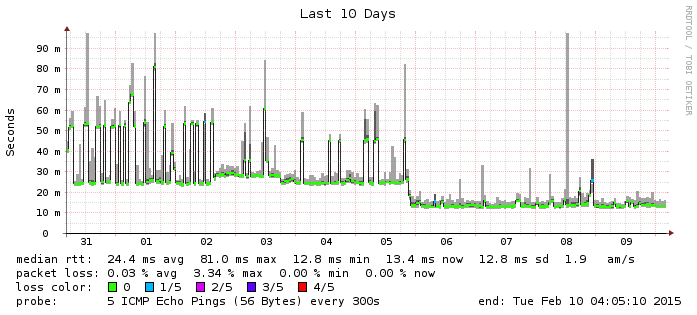 Last 10 Days
RRDTOOL / TOBI OETIKER
Seconds
90 m
80 m
70 m
60 m
50 m
40 m
30 m
20 m
10 m
0
31 01 02 03 04 05 06 07 08 09
median rtt: 24.4 ms avg 81.0 ms max 12.8 ms min 13.4 ms now 12.8 ms sd 1.9 am/s
packet loss: 0.03 % avg 3.34 % max 0.00 % min 0.00 % now
loss color: 0 1/5 2/5 3/5 4/5
probe: 5 ICMP Echo Pings (56 Bytes) every 300s end: Tue Feb 10 04:05:10 2015